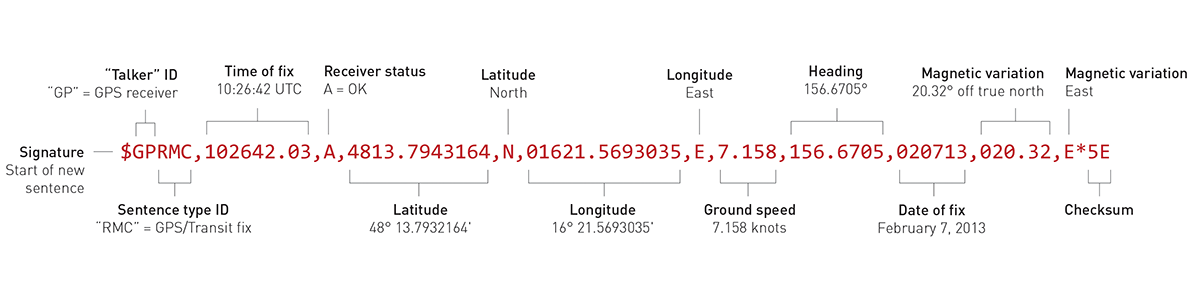 “Talker” ID
“GP” = GPS receiver
Time of fix
10:26:42 UTC
Receiver status
A = OK
Latitude
North
Longitude
East
Heading
156.6705°
Magnetic variation
20.32° off true north
Magnetic variation
East
Signature
Start of new
sentence
$GPRMC,102642.03,A,4813.7943164,N,01621.5693035,E,7.158,156.6705,020713,020.32,E*5E
Sentence type ID
“RMC” = GPS/Transit fix
Latitude
48° 13.7932164'
Longitude
16° 21.5693035'
Ground speed
7.158 knots
Date of fix
February 7, 2013
Checksum